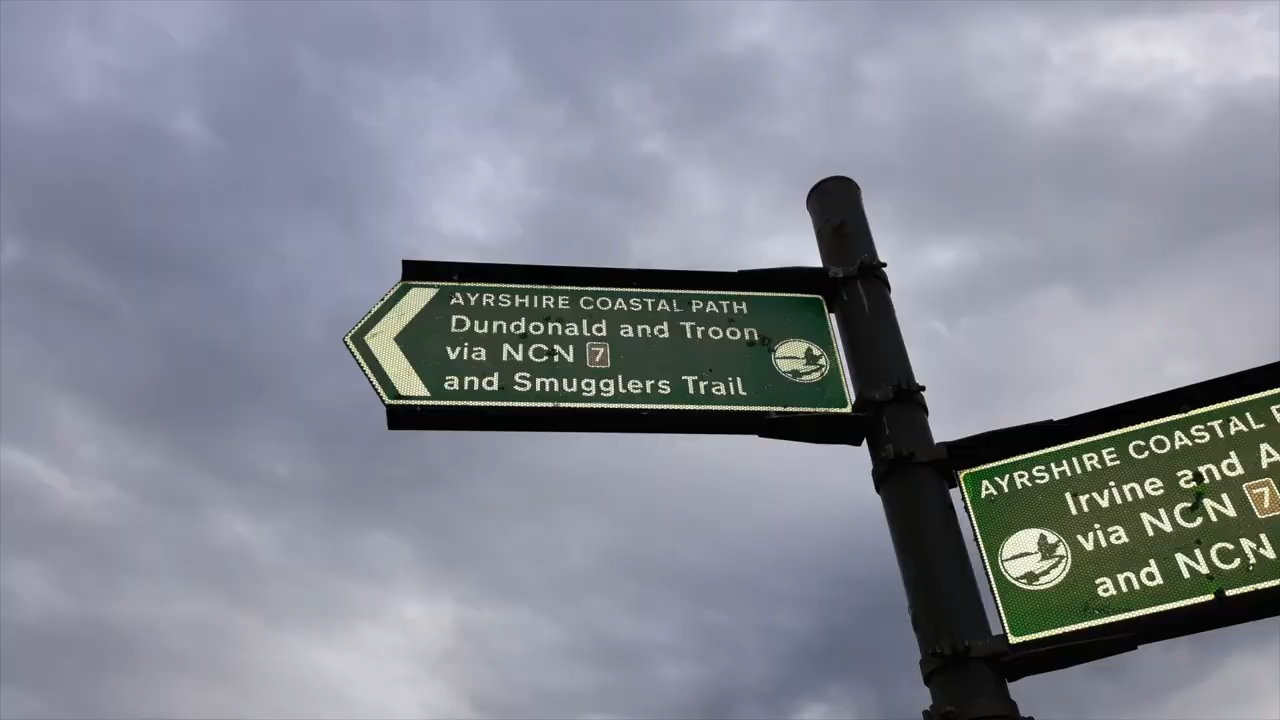 AYRSHIRE COASTAL PATH
Dundonald and Troon
via NCN 7
and Smugglers Trail
AYRSHIRE COASTAL
Irvine and
via NCN 7
and NCN